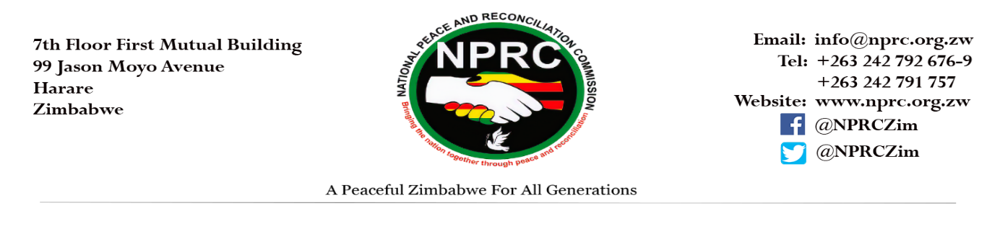 7th Floor First Mutual Building
99 Jason Moyo Avenue
Harare
Zimbabwe
NATIONAL PEACE AND RECONCILIATION COMMISSION
NPRC
Bringing the nation together through peace and reconciliation
Email: info@nprc.org.zw
Tel: +263 242 792 676-9
+263 242 791 757
Website: www.nprc.org.zw
f @NPRCZim
@NPRCZim
A Peaceful Zimbabwe For All Generations